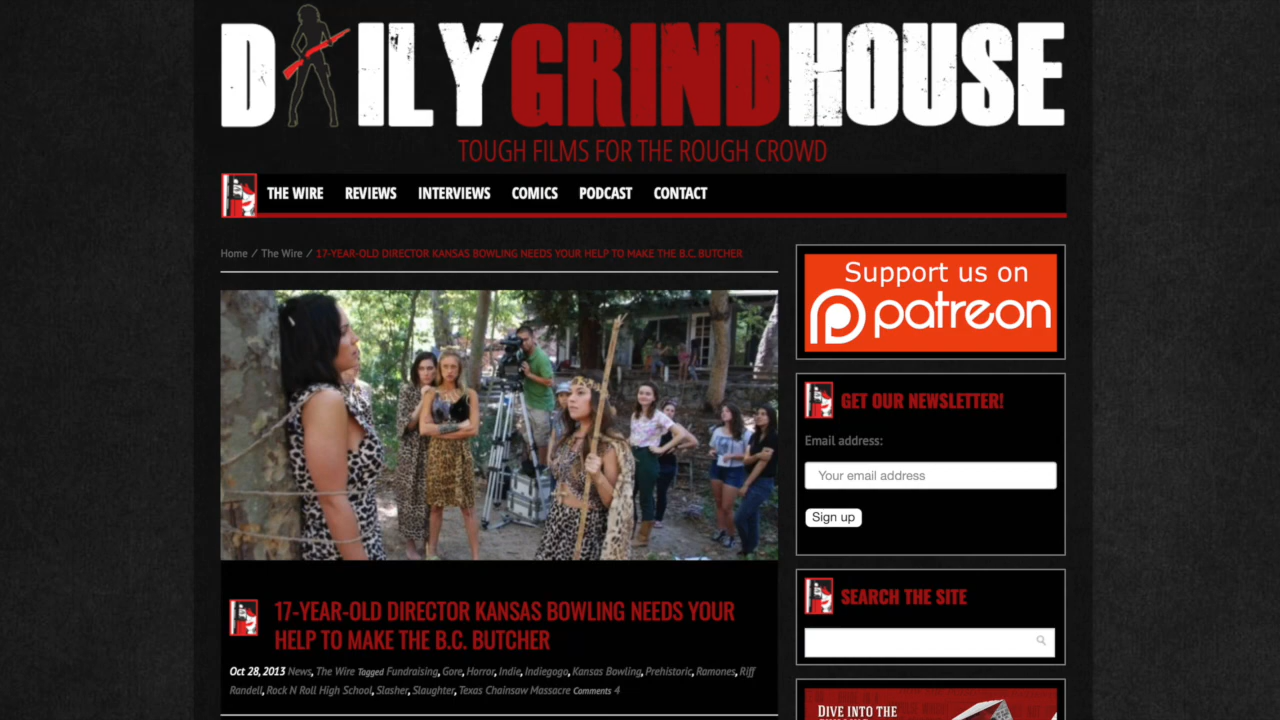 DAILYGRINDHOUSE
TOUGH FILMS FOR THE ROUGH CROWD
THE WIRE REVIEWS INTERVIEWS COMICS PODCAST CONTACT
Home / The Wire / 17-YEAR-OLD DIRECTOR KANSAS BOWLING NEEDS YOUR HELP TO MAKE THE B.C. BUTCHER
17-YEAR-OLD DIRECTOR KANSAS BOWLING NEEDS YOUR
HELP TO MAKE THE B.C. BUTCHER
Oct 28, 2013 News, The Wire Tagged Fundraising, Gore, Horror, Indie, Indiegogo, Kansas Bowling, Prehistoric, Ramones, Riff
Randell, Rock N Roll High School, Slasher, Slaughter, Texas Chainsaw Massacre Comments 4
Support us on
patreon
GET OUR NEWSLETTER!
Email address:
Your email address
Sign up
SEARCH THE SITE
DIVE INTO THE